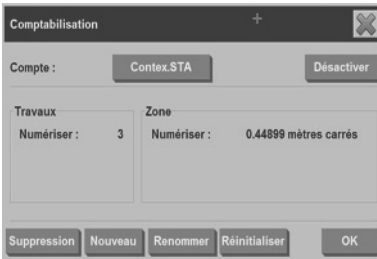 Comptabilisation
Compte : Contex.STA Désactiver
Travaux Zone
Numériser : 3 Numériser : 0.44899 mètres carrés
Suppression Nouveau Renommer Réinitialiser OK